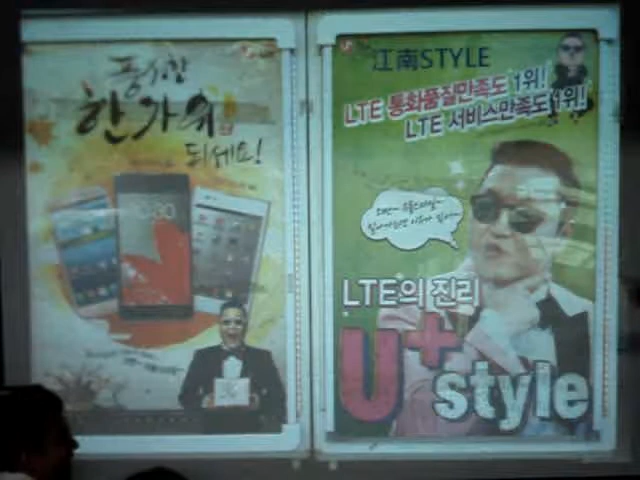 풍성한
한가위
되세요!
江南STYLE
LTE 통화품질만족도 1위!
LTE 서비스만족도 1위!
LTE의 진리
U+
style